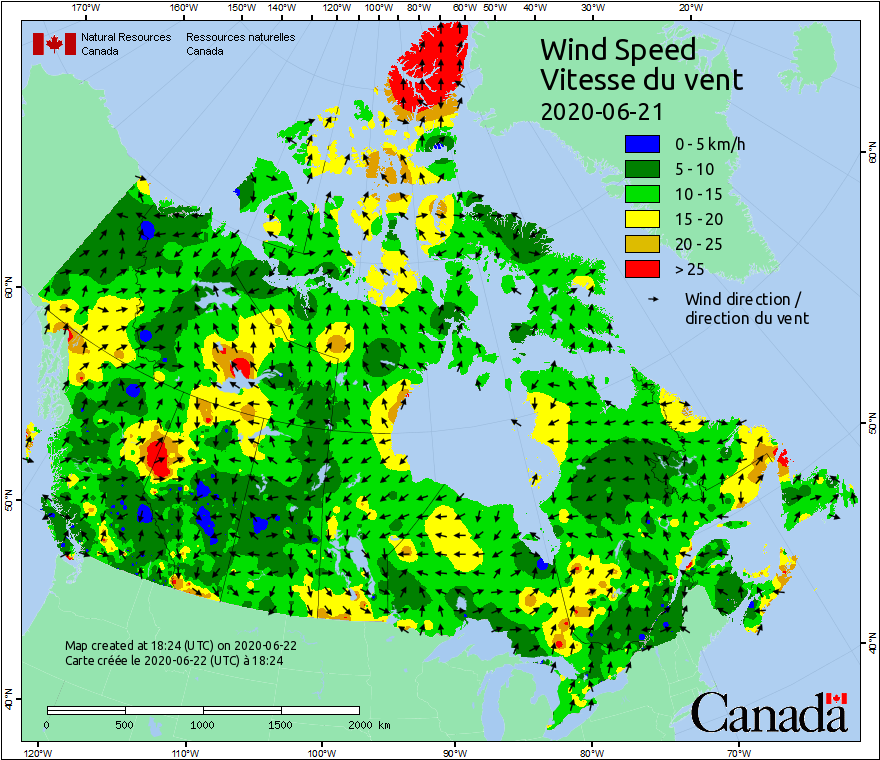 170°W 160°W 150°W 140°W 130°W 120°W 110°W 100°W 90°W 80°W 70°W 60°W 50°W 40°W 30°W 20°W
Natural Resources Canada
Ressources naturelles Canada
Wind Speed
Vitesse du vent
2020-06-21
0 - 5 km/h
5 - 10
10 - 15
15 - 20
20 - 25
> 25
Wind direction /
direction du vent
60°N
60°N
50°N
50°N
40°N
40°N
Map created at 18:24 (UTC) on 2020-06-22
Carte créée le 2020-06-22 (UTC) à 18:24
0 500 1000 1500 2000 km
Canada
120°W 110°W 100°W 90°W 80°W 70°W